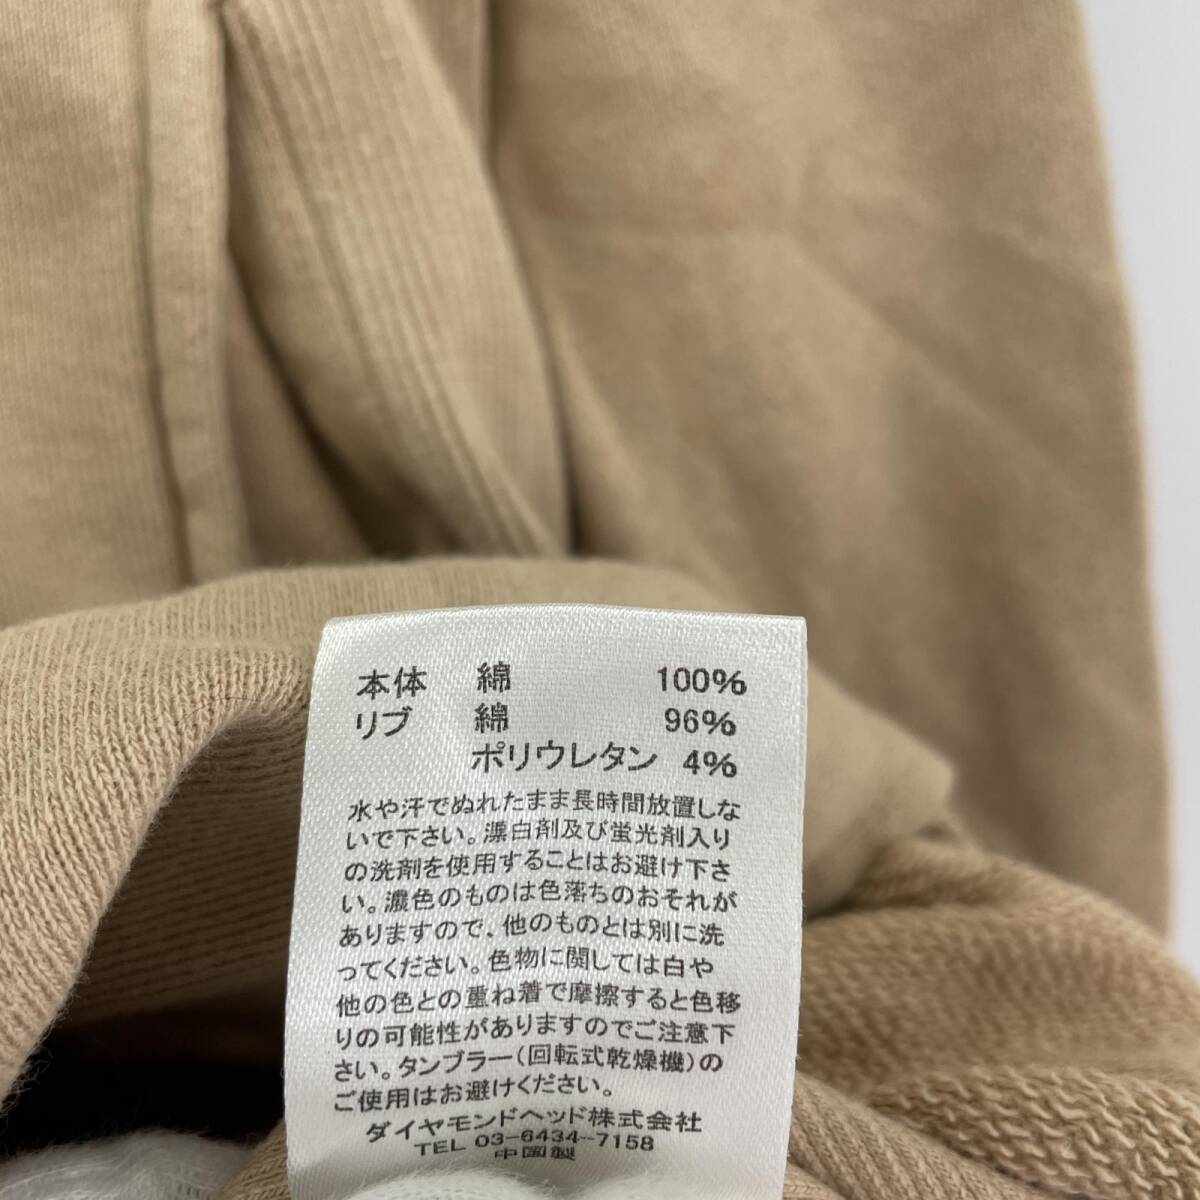 本体 綿 100%
リブ 綿 96%
ポリウレタン 4%
水や汗でぬれたまま長時間放置しな
いで下さい。漂白剤及び蛍光剤入り
の洗剤を使用することはお避け下さ
い。濃色のものは色落ちのおそれが
ありますので、他のものとは別に洗
ってください。色物に関しては白や
他の色との重ね着で摩擦すると色移
りの可能性がありますのでご注意下
さい。タンブラー(回転式乾燥機)の
ご使用はお避けください。
ダイヤモンドヘッド株式会社
TEL 03-6434-7158
中国製